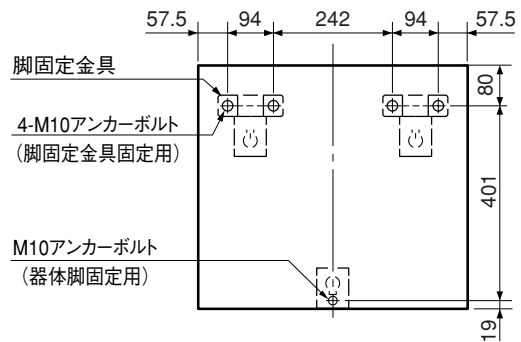 57.5 94 242 94 57.5
脚固定金具
80
4-M10アンカーボルト
（脚固定金具固定用）
401
M10アンカーボルト
（器体脚固定用）
19